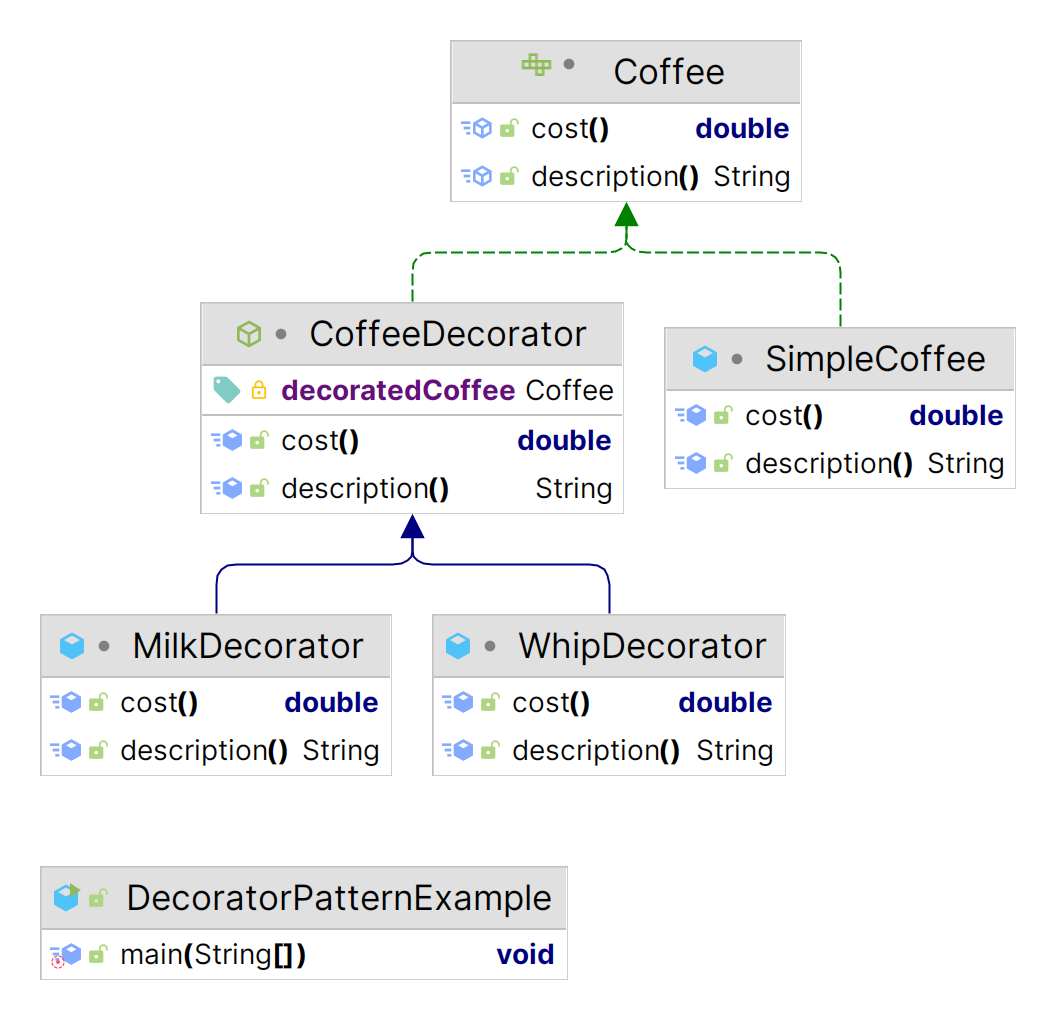 Coffee
cost() double
description() String
CoffeeDecorator
decoratedCoffee Coffee
cost() double
description() String
SimpleCoffee
cost() double
description() String
MilkDecorator
cost() double
description() String
WhipDecorator
cost() double
description() String
DecoratorPatternExample
main(String[]) void